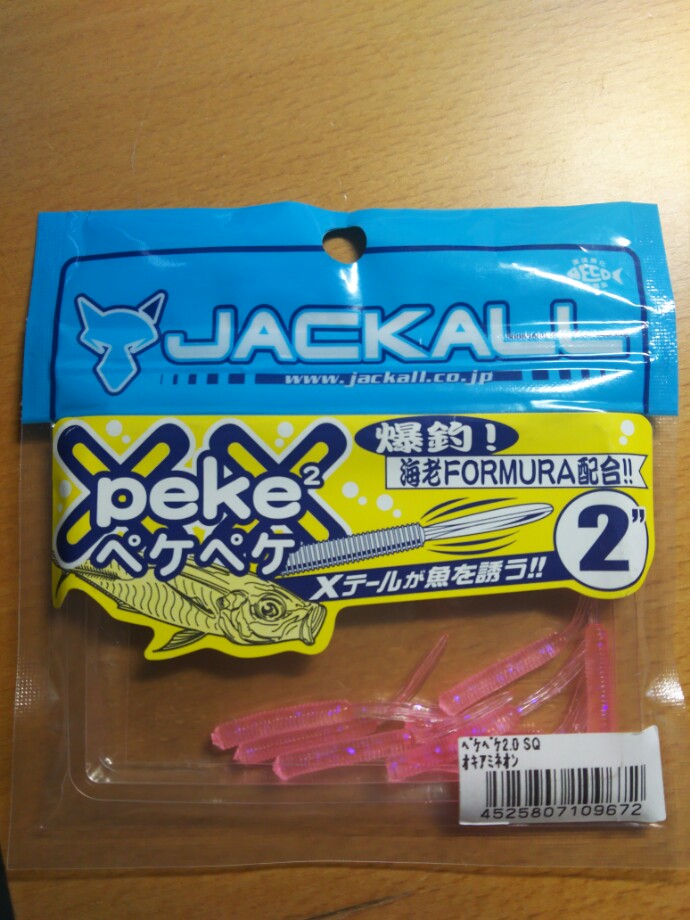 ECO
JACKALL
www.jackall.co.jp
peke²
ペケペケ
爆釣!
海老FORMURA配合!!
2"
Xテールが魚を誘う!!
ペケペケ2.0 SQ
オキアミネオン
4525807109672